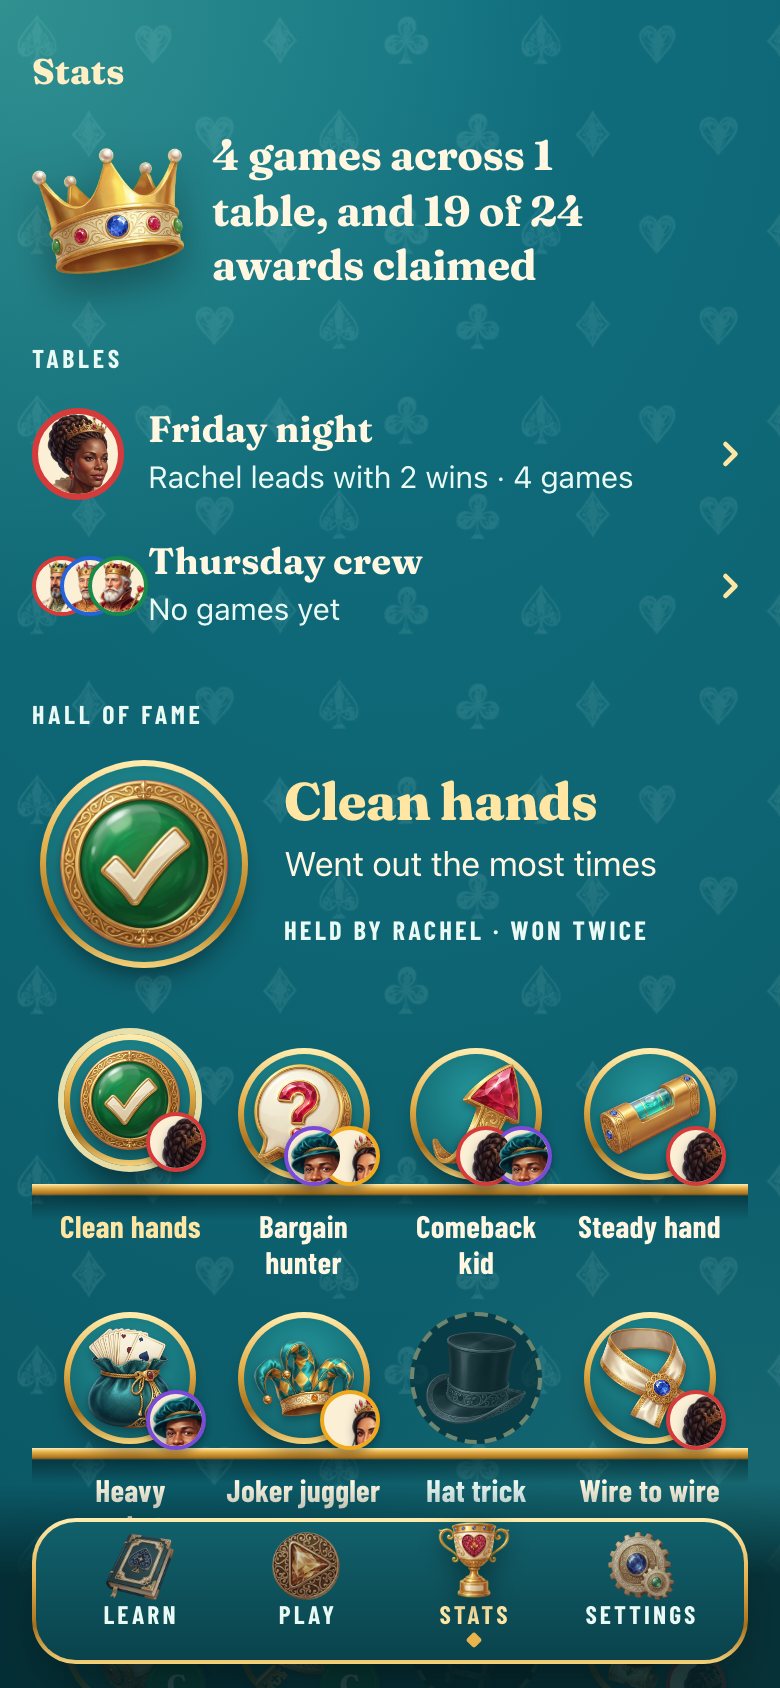 Stats
4 games across 1
table, and 19 of 24
awards claimed
TABLES
Friday night
Rachel leads with 2 wins · 4 games
Thursday crew
No games yet
HALL OF FAME
Clean hands
Went out the most times
HELD BY RACHEL · WON TWICE
Clean hands
Bargain
hunter
Comeback
kid
Steady hand
Heavy
Joker juggler
Hat trick
Wire to wire
LEARN
PLAY
STATS
SETTINGS